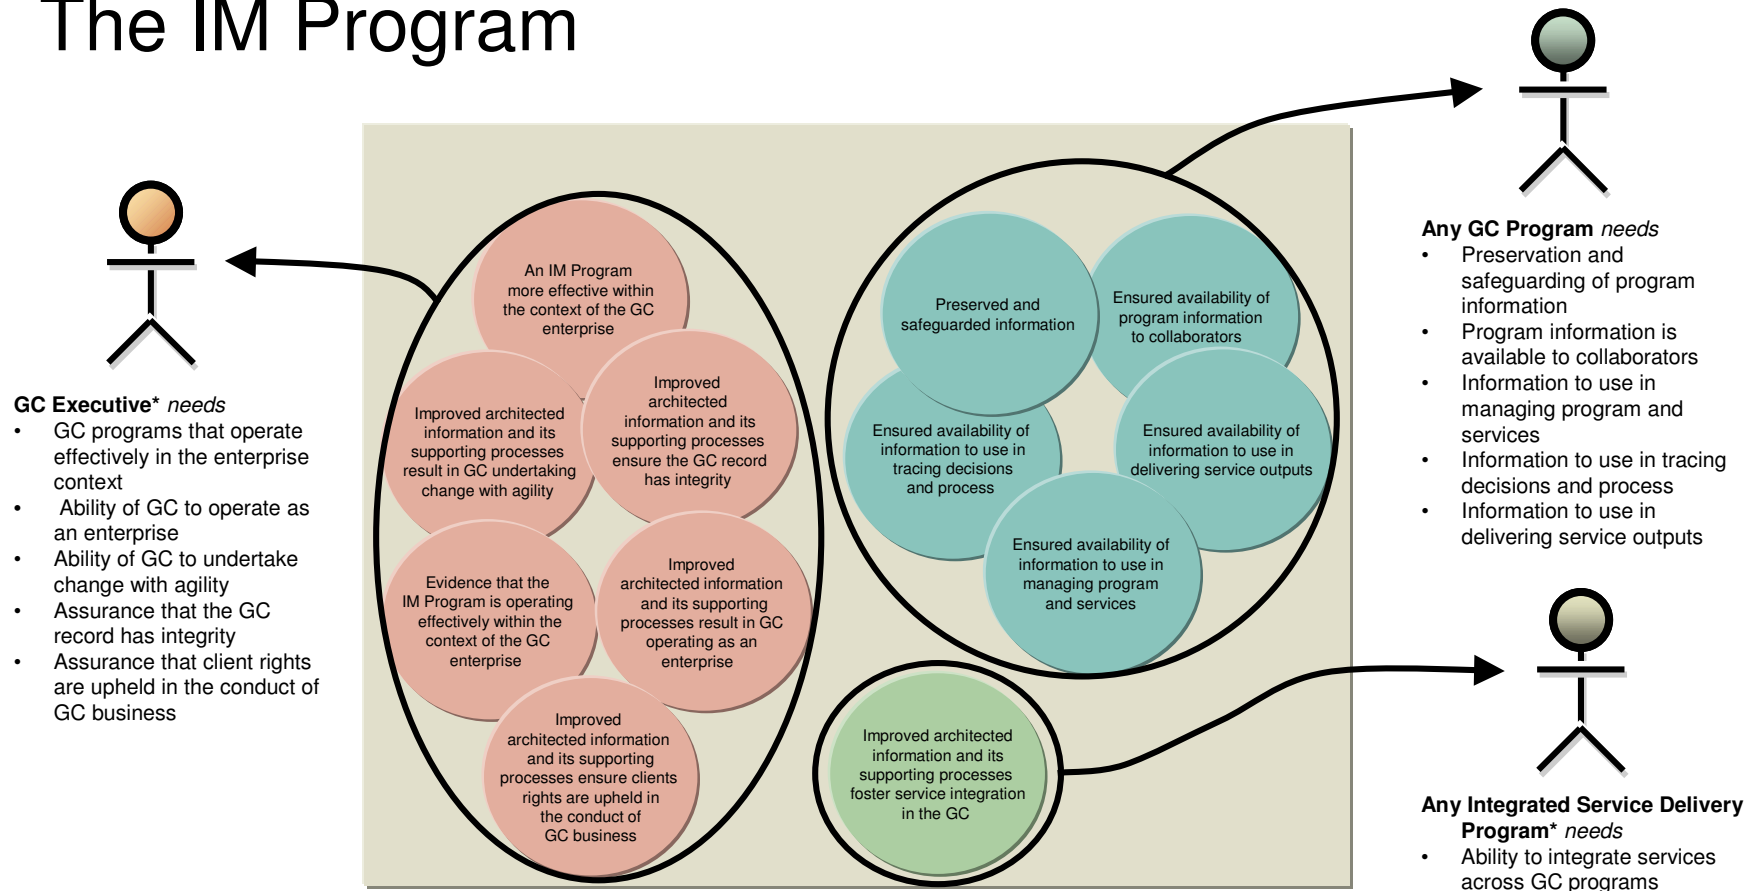 The IM Program
GC Executive* needs
• GC programs that operate
effectively in the enterprise
context
• Ability of GC to operate as
an enterprise
• Ability of GC to undertake
change with agility
• Assurance that the GC
record has integrity
• Assurance that client rights
are upheld in the conduct of
GC business
An IM Program
more effective within
the context of the GC
enterprise
Improved architected
information and its
supporting processes
result in GC undertaking
change with agility
Improved
architected
information and its
supporting processes
ensure the GC record
has integrity
Evidence that the
IM Program is operating
effectively within the
context of the GC
enterprise
Improved
architected information
and its supporting
processes result in GC
operating as an
enterprise
Improved
architected information
and its supporting
processes ensure clients
rights are upheld in
the conduct of
GC business
Preserved and
safeguarded information
Ensured availability of
program information
to collaborators
Ensured availability of
information to use in
tracing decisions
and process
Ensured availability of
information to use in
delivering service outputs
Ensured availability of
information to use in
managing program
and services
Improved architected
information and its
supporting processes
foster service integration
in the GC
Any GC Program needs
• Preservation and
safeguarding of program
information
• Program information is
available to collaborators
• Information to use in
managing program and
services
• Information to use in tracing
decisions and process
• Information to use in
delivering service outputs
Any Integrated Service Delivery
Program* needs
• Ability to integrate services
across GC programs